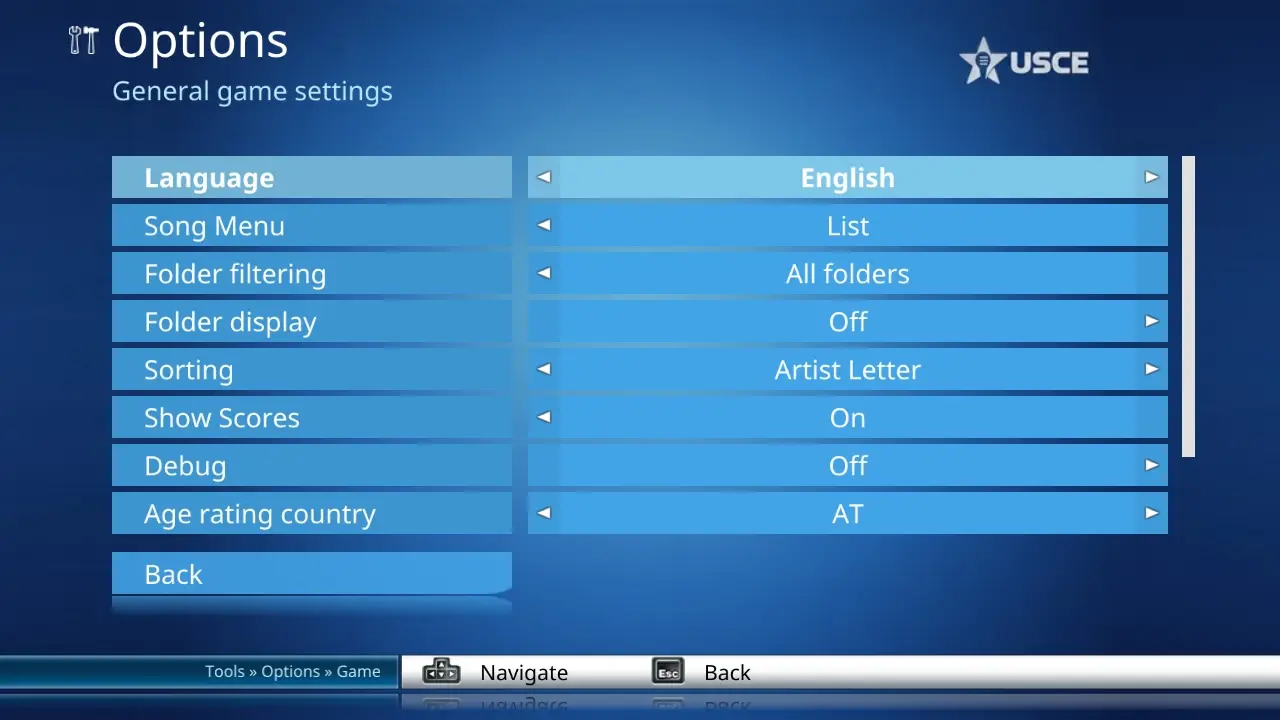 Options
General game settings
USCE
Language English
Song Menu List
Folder filtering All folders
Folder display Off
Sorting Artist Letter
Show Scores On
Debug Off
Age rating country AT
Back
Tools » Options » Game Navigate Esc Back